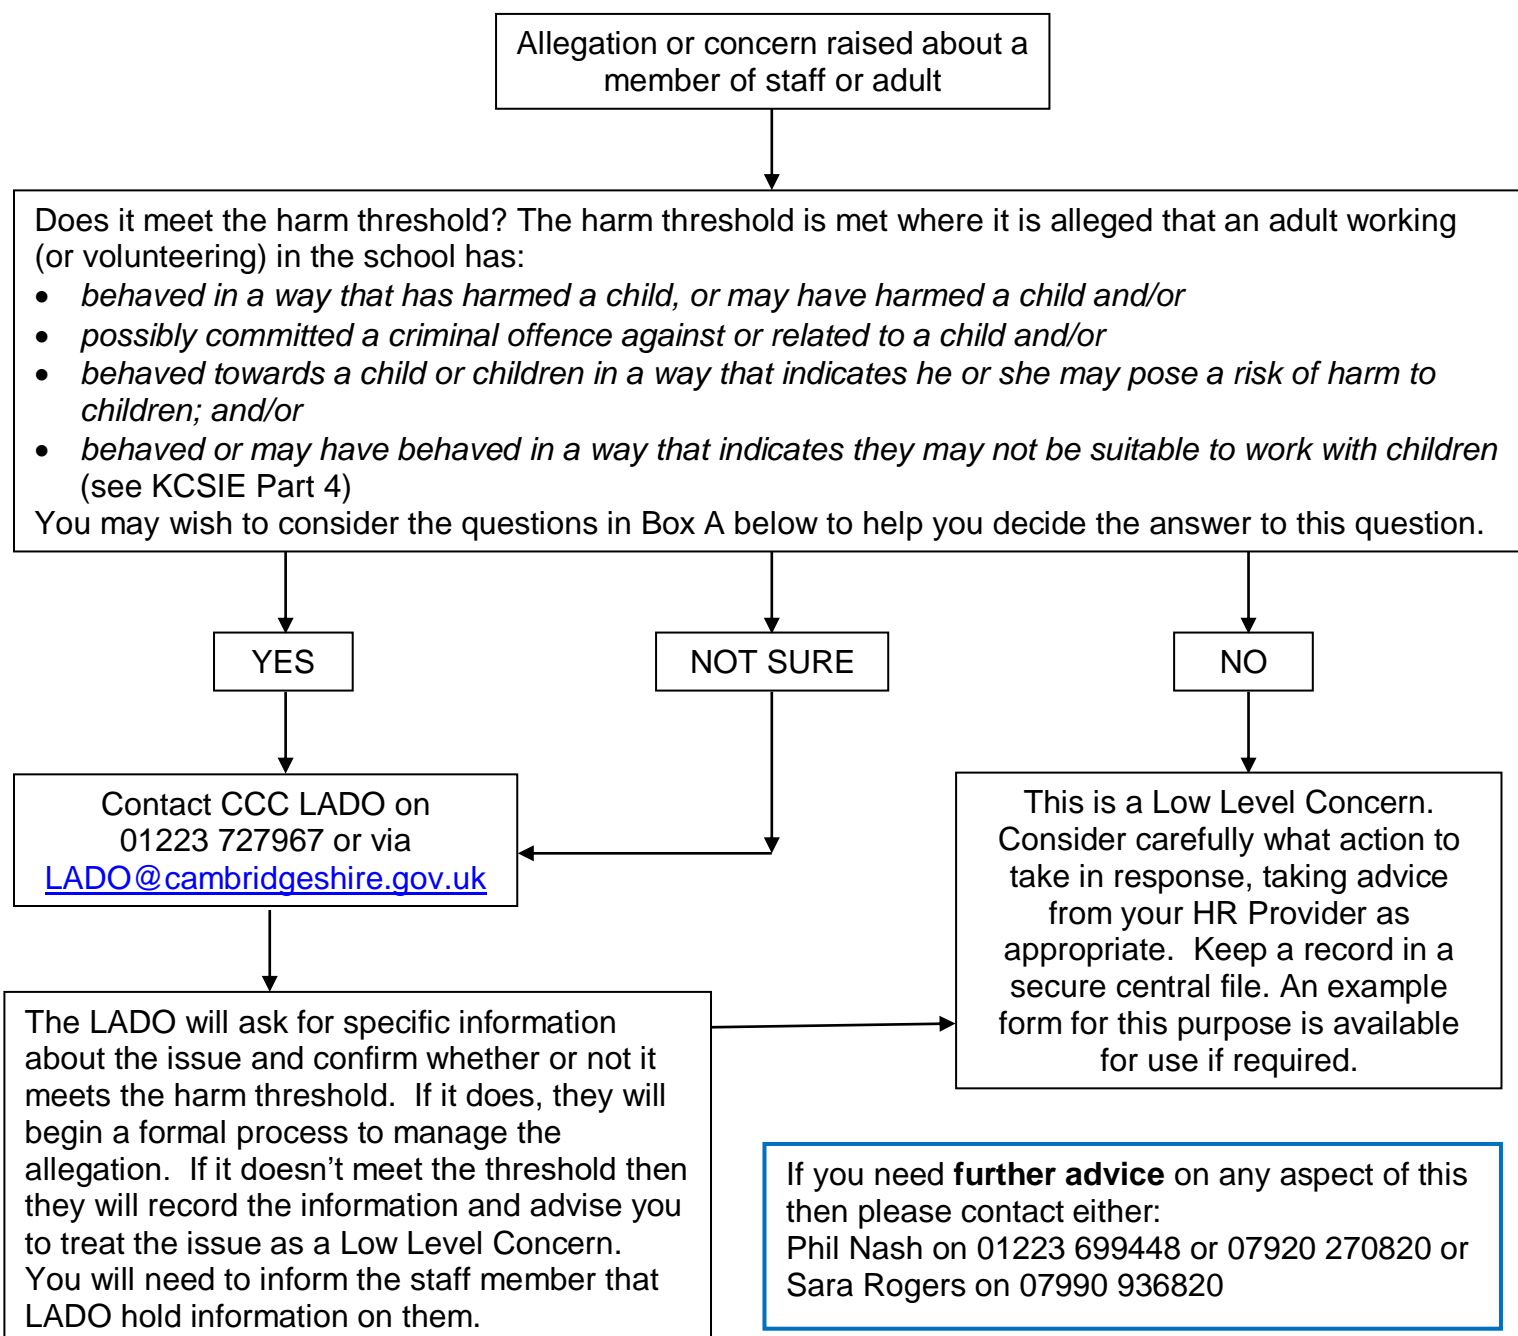 Allegation or concern raised about a
member of staff or adult
Does it meet the harm threshold? The harm threshold is met where it is alleged that an adult working
(or volunteering) in the school has:
• behaved in a way that has harmed a child, or may have harmed a child and/or
• possibly committed a criminal offence against or related to a child and/or
• behaved towards a child or children in a way that indicates he or she may pose a risk of harm to
children; and/or
• behaved or may have behaved in a way that indicates they may not be suitable to work with children
(see KCSIE Part 4)
You may wish to consider the questions in Box A below to help you decide the answer to this question.
YES
NOT SURE
NO
Contact CCC LADO on
01223 727967 or via
LADO@cambridgeshire.gov.uk
This is a Low Level Concern.
Consider carefully what action to
take in response, taking advice
from your HR Provider as
appropriate.  Keep a record in a
secure central file. An example
form for this purpose is available
for use if required.
The LADO will ask for specific information
about the issue and confirm whether or not it
meets the harm threshold.  If it does, they will
begin a formal process to manage the
allegation.  If it doesn’t meet the threshold then
they will record the information and advise you
to treat the issue as a Low Level Concern.
You will need to inform the staff member that
LADO hold information on them.
If you need further advice on any aspect of this
then please contact either:
Phil Nash on 01223 699448 or 07920 270820 or
Sara Rogers on 07990 936820